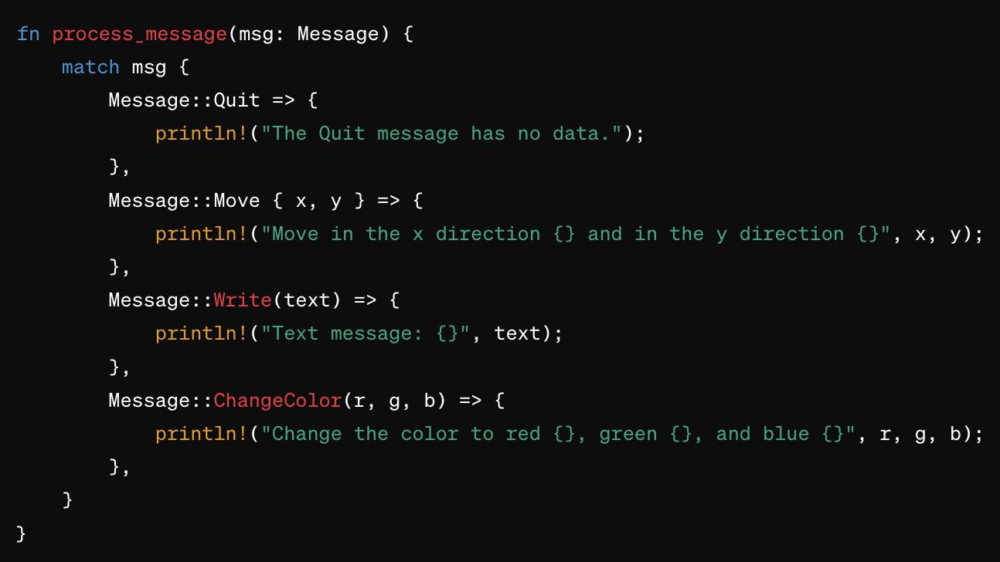 fn process_message(msg: Message) {
    match msg {
        Message::Quit => {
            println!("The Quit message has no data.");
        },
        Message::Move { x, y } => {
            println!("Move in the x direction {} and in the y direction {}", x, y);
        },
        Message::Write(text) => {
            println!("Text message: {}", text);
        },
        Message::ChangeColor(r, g, b) => {
            println!("Change the color to red {}, green {}, and blue {}", r, g, b);
        },
    }
}